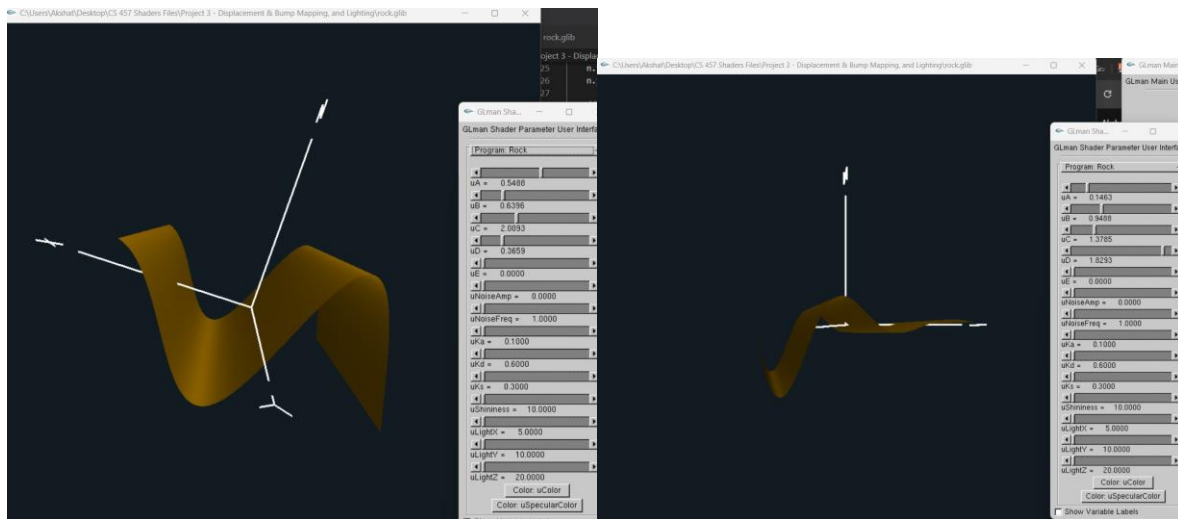 C:\Users\Akshat\Desktop\CS 457 Shaders Files\Project 3 - Displacement & Bump Mapping, and Lighting\rock.glib
rock.glib
oject 3 - Displa
25 n.
26 n.
27
GLman Sha...
GLman Shader Parameter User Interfa
Program: Rock
uA = 0.5488
uB = 0.6396
uC = 2.0093
uD = 0.3659
uE = 0.0000
uNoiseAmp = 0.0000
uNoiseFreq = 1.0000
uKa = 0.1000
uKd = 0.6000
uKs = 0.3000
uShininess = 10.0000
uLightX = 5.0000
uLightY = 10.0000
uLightZ = 20.0000
Color: uColor
Color: uSpecularColor
C:\Users\Akshat\Desktop\CS 457 Shaders Files\Project 3 - Displacement & Bump Mapping, and Lighting\rock.glib
GLman Main
GLman Main Us
GLman Sha...
GLman Shader Parameter User Interfa
Program: Rock
uA = 0.1463
uB = 0.9488
uC = 1.3785
uD = 1.8293
uE = 0.0000
uNoiseAmp = 0.0000
uNoiseFreq = 1.0000
uKa = 0.1000
uKd = 0.6000
uKs = 0.3000
uShininess = 10.0000
uLightX = 5.0000
uLightY = 10.0000
uLightZ = 20.0000
Color: uColor
Color: uSpecularColor
Show Variable Labels